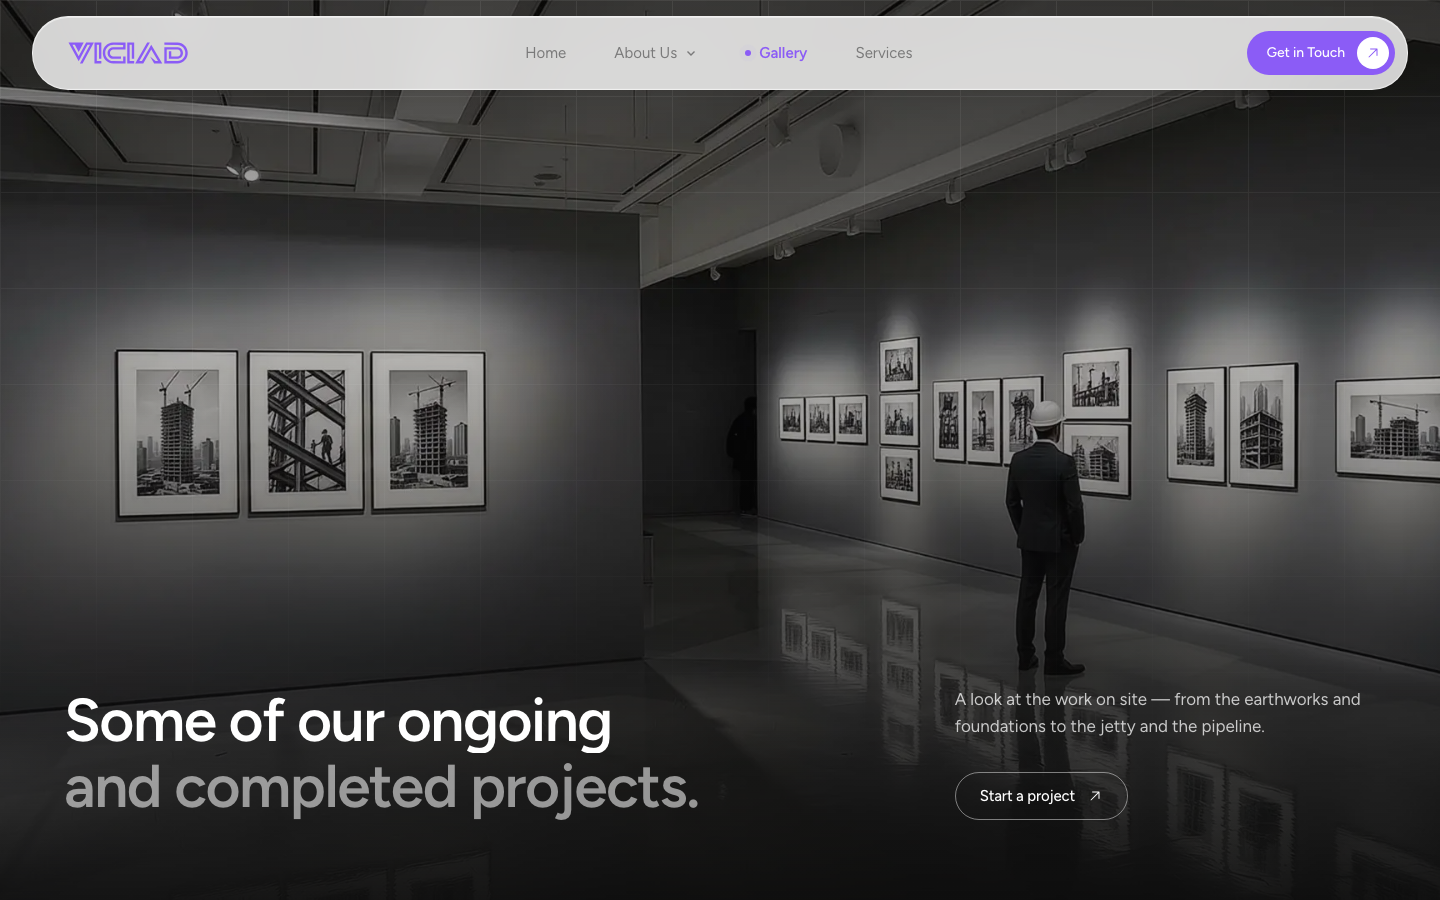 VIGIAD
Home
About Us
Gallery
Services
Get in Touch
Some of our ongoing
and completed projects.
A look at the work on site — from the earthworks and
foundations to the jetty and the pipeline.
Start a project